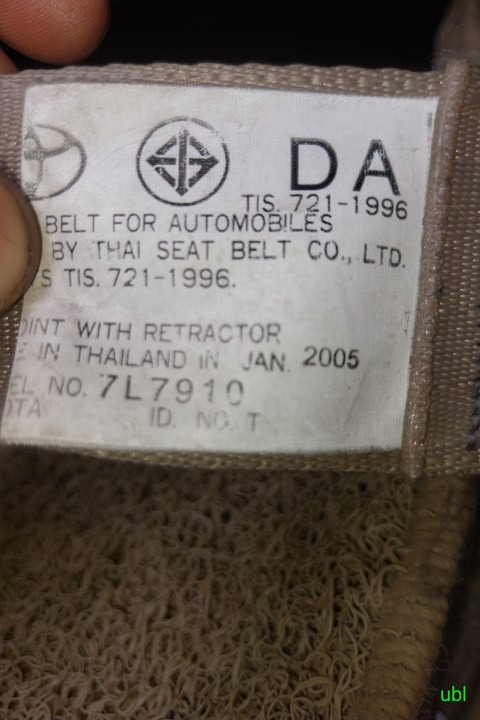 DA
TIS. 721-1996
BELT FOR AUTOMOBILES
BY THAI SEAT BELT CO., LTD.
S TIS. 721-1996.
OINT WITH RETRACTOR
E IN THAILAND IN JAN. 2005
EL NO. 7L7910
OTA ID. NO. T
ubl